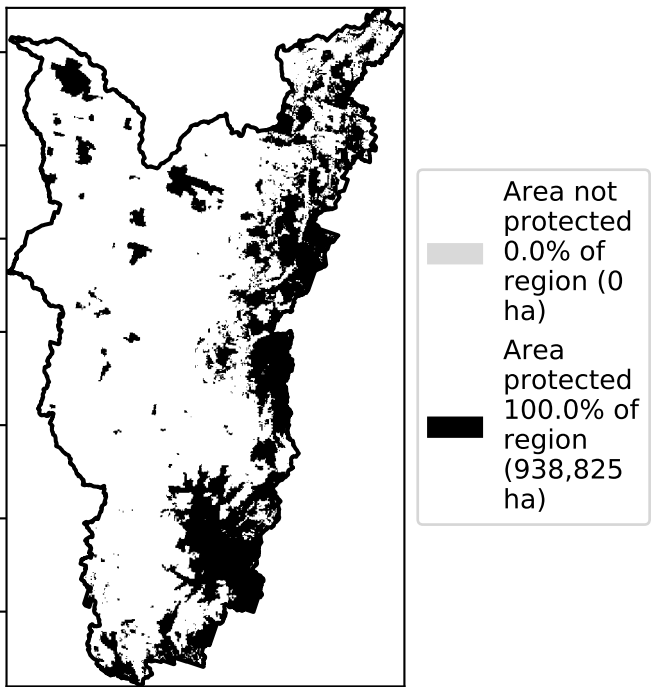 Area not
protected
0.0% of
region (0
ha)
Area
protected
100.0% of
region
(938,825
ha)